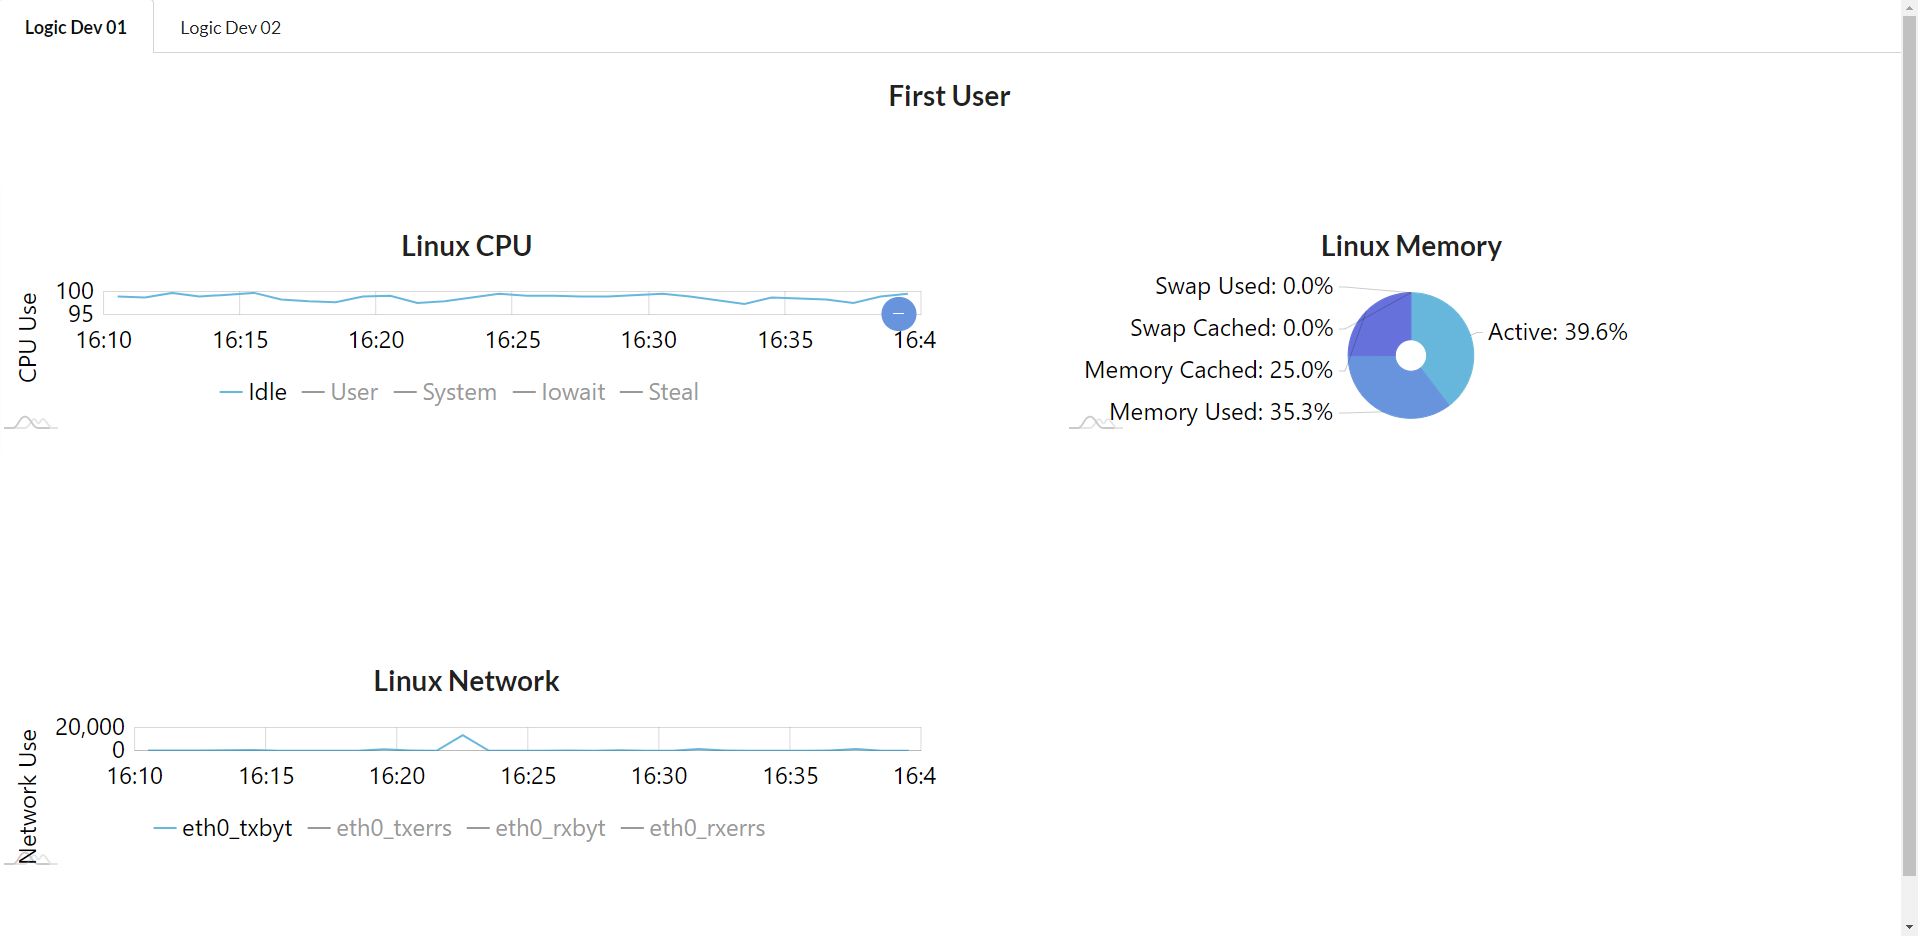 Logic Dev 01 Logic Dev 02
First User
Linux CPU
CPU Use
100
95
16:10 16:15 16:20 16:25 16:30 16:35 16:4
Idle User System Iowait Steal
Linux Memory
Swap Used: 0.0%
Swap Cached: 0.0%
Memory Cached: 25.0%
Memory Used: 35.3%
Active: 39.6%
Linux Network
Network Use
20,000
0
16:10 16:15 16:20 16:25 16:30 16:35 16:4
eth0_txbyt eth0_txerrs eth0_rxbyt eth0_rxerrs